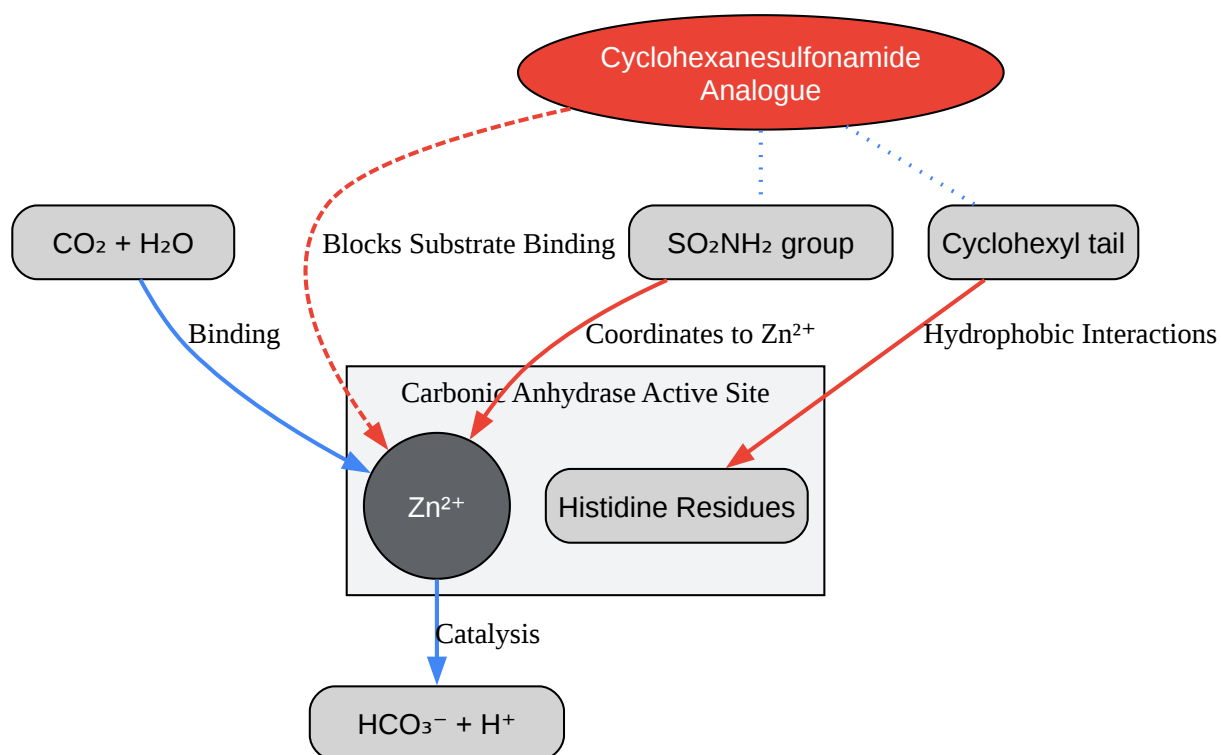 Cyclohexanesulfonamide
Analogue
CO₂ + H₂O
Blocks Substrate Binding
SO₂NH₂ group
Cyclohexyl tail
Binding
Coordinates to Zn²⁺
Hydrophobic Interactions
Carbonic Anhydrase Active Site
Zn²⁺
Histidine Residues
Catalysis
HCO₃⁻ + H⁺